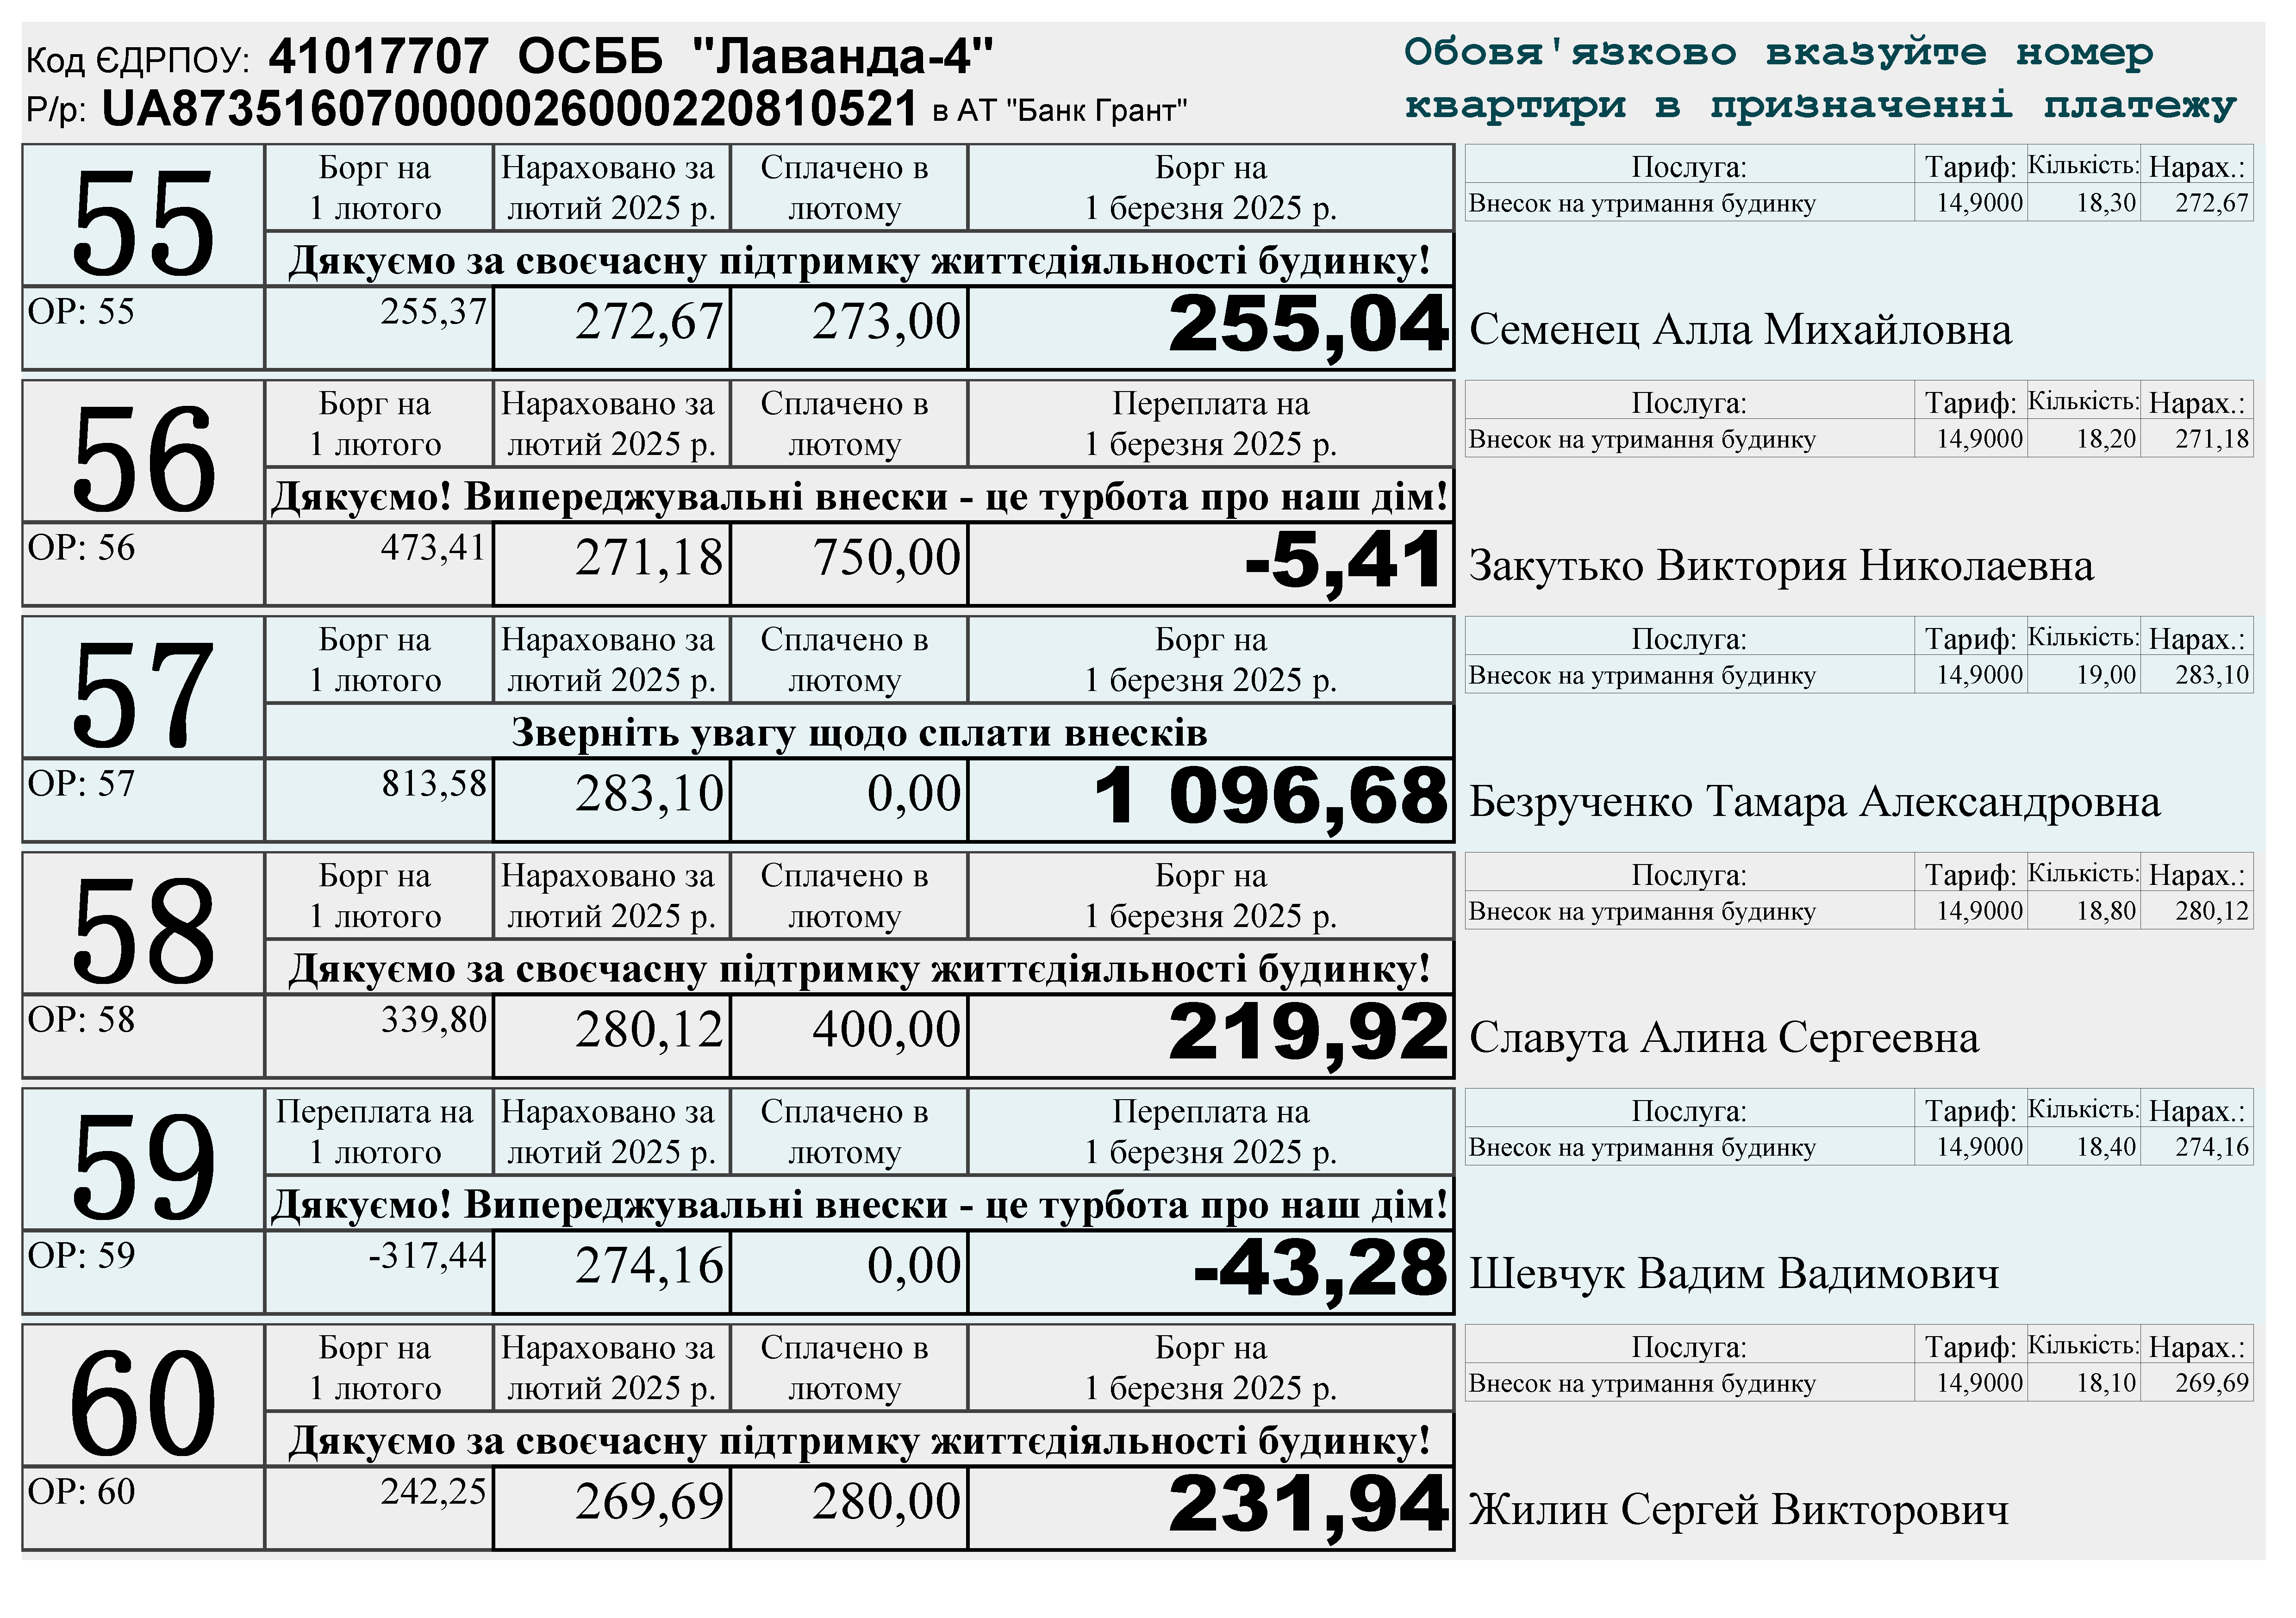 Код ЄДРПОУ: 41017707 ОСББ "Лаванда-4"
Р/р: UA873516070000026000220810521 в АТ "Банк Грант"
Обовя'язково вказуйте номер
квартири в призначенні платежу
55
Борг на
1 лютого
Нараховано за
лютий 2025 р.
Сплачено в
лютому
Борг на
1 березня 2025 р.
Дякуємо за своєчасну підтримку життєдіяльності будинку!
ОР: 55 255,37 272,67 273,00 255,04
Послуга: Тариф: Кількість: Нарах.:
Внесок на утримання будинку 14,9000 18,30 272,67
Семенец Алла Михайловна
56
Борг на
1 лютого
Нараховано за
лютий 2025 р.
Сплачено в
лютому
Переплата на
1 березня 2025 р.
Дякуємо! Випереджувальні внески - це турбота про наш дім!
ОР: 56 473,41 271,18 750,00 -5,41
Послуга: Тариф: Кількість: Нарах.:
Внесок на утримання будинку 14,9000 18,20 271,18
Закутько Виктория Николаевна
57
Борг на
1 лютого
Нараховано за
лютий 2025 р.
Сплачено в
лютому
Борг на
1 березня 2025 р.
Зверніть увагу щодо сплати внесків
ОР: 57 813,58 283,10 0,00 1 096,68
Послуга: Тариф: Кількість: Нарах.:
Внесок на утримання будинку 14,9000 19,00 283,10
Безрученко Тамара Александровна
58
Борг на
1 лютого
Нараховано за
лютий 2025 р.
Сплачено в
лютому
Борг на
1 березня 2025 р.
Дякуємо за своєчасну підтримку життєдіяльності будинку!
ОР: 58 339,80 280,12 400,00 219,92
Послуга: Тариф: Кількість: Нарах.:
Внесок на утримання будинку 14,9000 18,80 280,12
Славута Алина Сергеевна
59
Переплата на
1 лютого
Нараховано за
лютий 2025 р.
Сплачено в
лютому
Переплата на
1 березня 2025 р.
Дякуємо! Випереджувальні внески - це турбота про наш дім!
ОР: 59 -317,44 274,16 0,00 -43,28
Послуга: Тариф: Кількість: Нарах.:
Внесок на утримання будинку 14,9000 18,40 274,16
Шевчук Вадим Вадимович
60
Борг на
1 лютого
Нараховано за
лютий 2025 р.
Сплачено в
лютому
Борг на
1 березня 2025 р.
Дякуємо за своєчасну підтримку життєдіяльності будинку!
ОР: 60 242,25 269,69 280,00 231,94
Послуга: Тариф: Кількість: Нарах.:
Внесок на утримання будинку 14,9000 18,10 269,69
Жилин Сергей Викторович